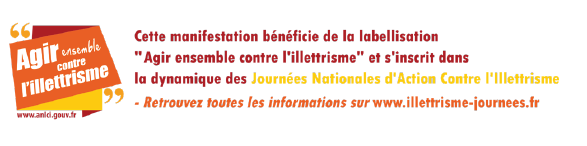 Agir ensemble
contre
l'illettrisme
www.anlci.gouv.fr
Cette manifestation bénéficie de la labellisation
"Agir ensemble contre l'illettrisme" et s'inscrit dans
la dynamique des Journées Nationales d'Action Contre l'Illettrisme
- Retrouvez toutes les informations sur www.illettrisme-journees.fr